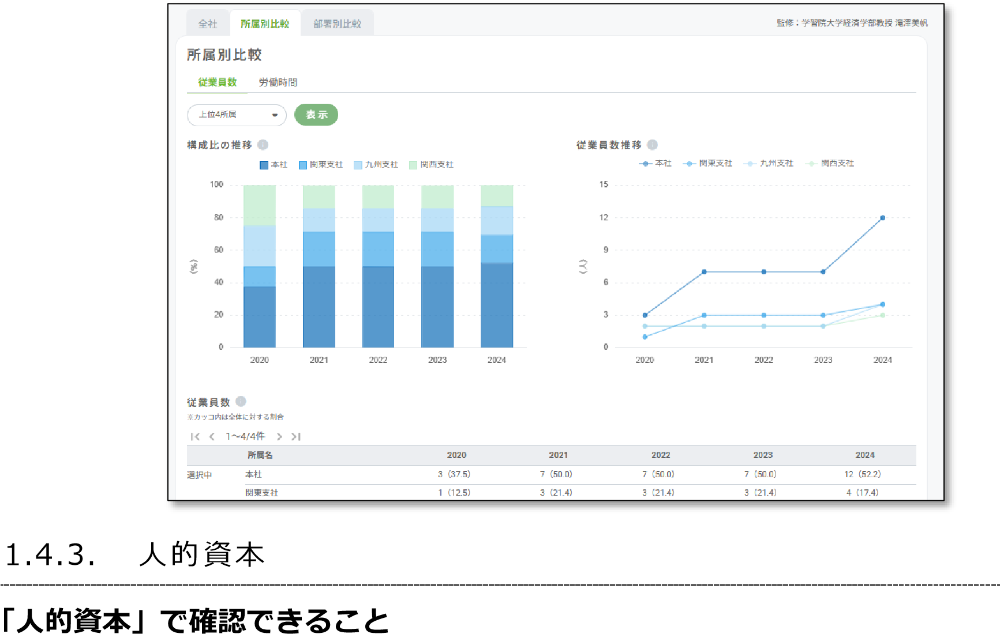 全社 所属別比較 部署別比較 監修：学習院大学経済学部教授 滝澤美帆
所属別比較
従業員数 労働時間
上位4所属 表示
構成比の推移
本社 関東支社 九州支社 関西支社
100
80
60
40
20
0
(%)
2020 2021 2022 2023 2024
従業員数推移
本社 関東支社 九州支社 関西支社
15
12
9
6
3
0
(人)
2020 2021 2022 2023 2024
従業員数
※カッコ内は全体に対する割合
1～4/4件
所属名 2020 2021 2022 2023 2024
選択中 本社 3（37.5） 7（50.0） 7（50.0） 7（50.0） 12（52.2）
関東支社 1（12.5） 3（21.4） 3（21.4） 3（21.4） 4（17.4）
1.4.3. 人的資本
「人的資本」で確認できること